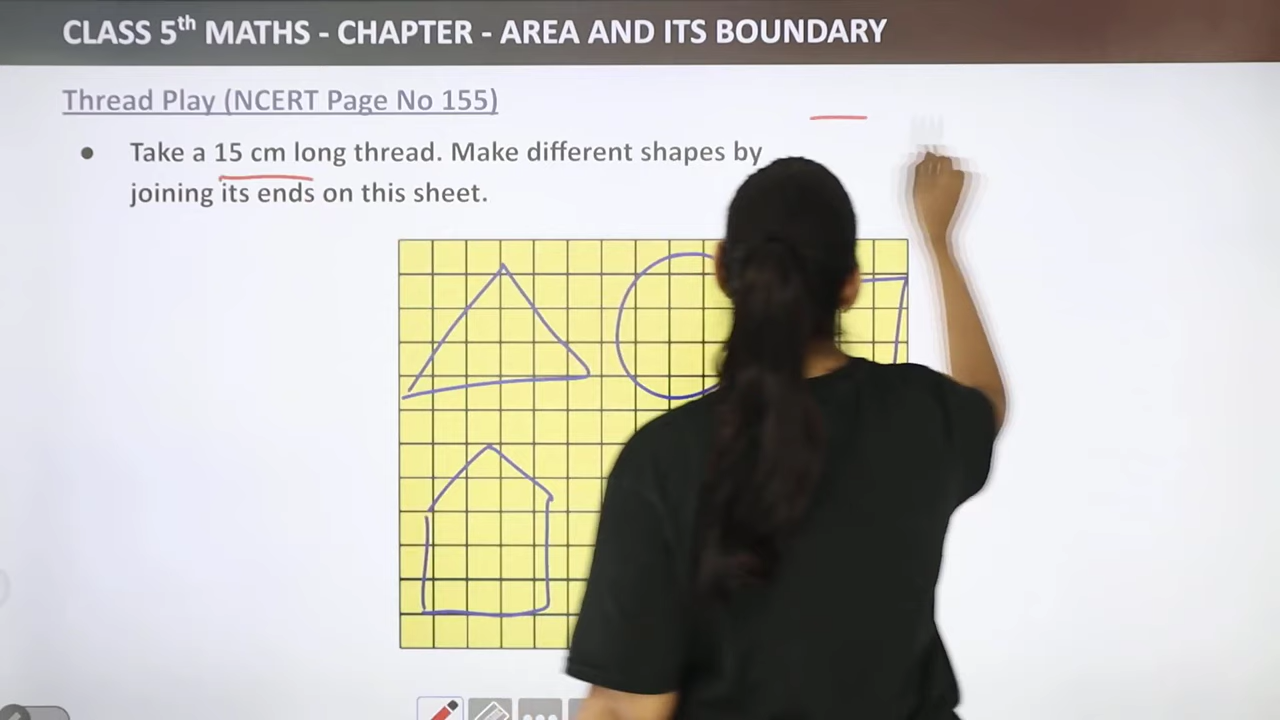 CLASS 5th MATHS - CHAPTER - AREA AND ITS BOUNDARY
Thread Play (NCERT Page No 155)
● Take a 15 cm long thread. Make different shapes by
joining its ends on this sheet.